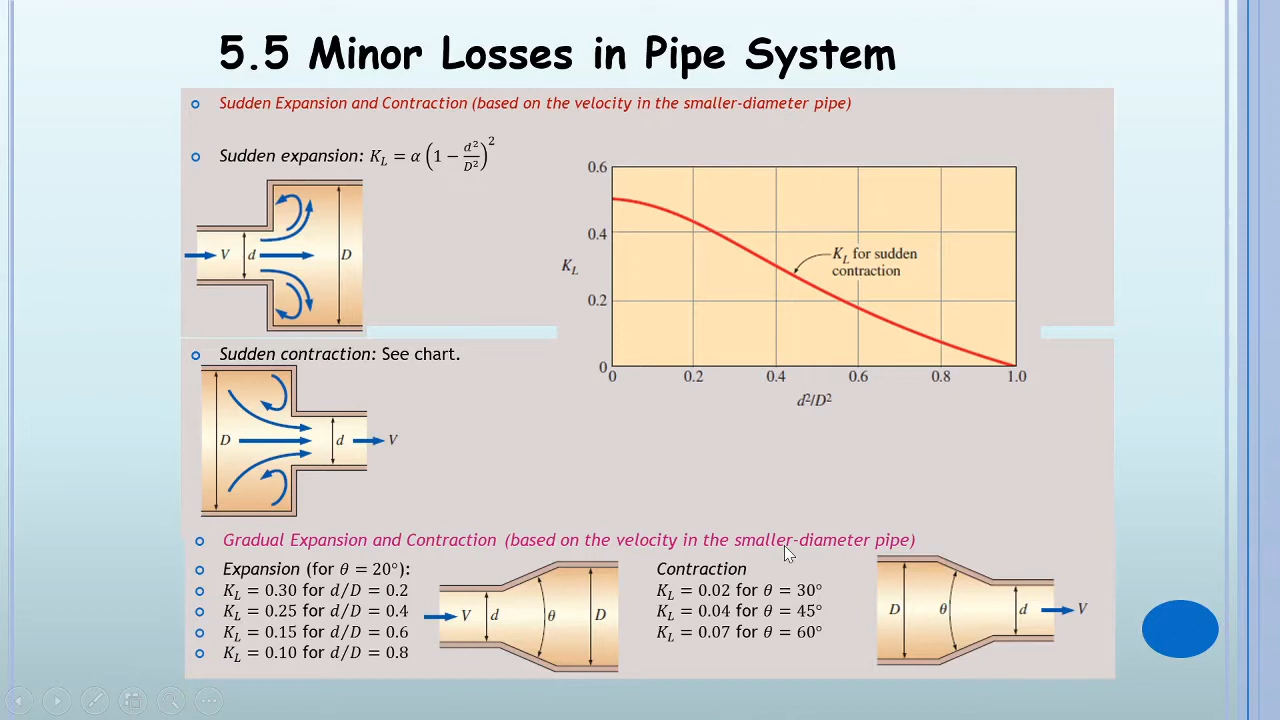 5.5 Minor Losses in Pipe System
Sudden Expansion and Contraction (based on the velocity in the smaller-diameter pipe)
Sudden expansion: K_L = α (1 − d²/D²)²
V d D
Sudden contraction: See chart.
D d V
0.6
0.4
K_L
0.2
0
0 0.2 0.4 0.6 0.8 1.0
d²/D²
K_L for sudden
contraction
Gradual Expansion and Contraction (based on the velocity in the smaller-diameter pipe)
Expansion (for θ = 20°):
K_L = 0.30 for d/D = 0.2
K_L = 0.25 for d/D = 0.4
K_L = 0.15 for d/D = 0.6
K_L = 0.10 for d/D = 0.8
V d θ D
Contraction
K_L = 0.02 for θ = 30°
K_L = 0.04 for θ = 45°
K_L = 0.07 for θ = 60°
D θ d V